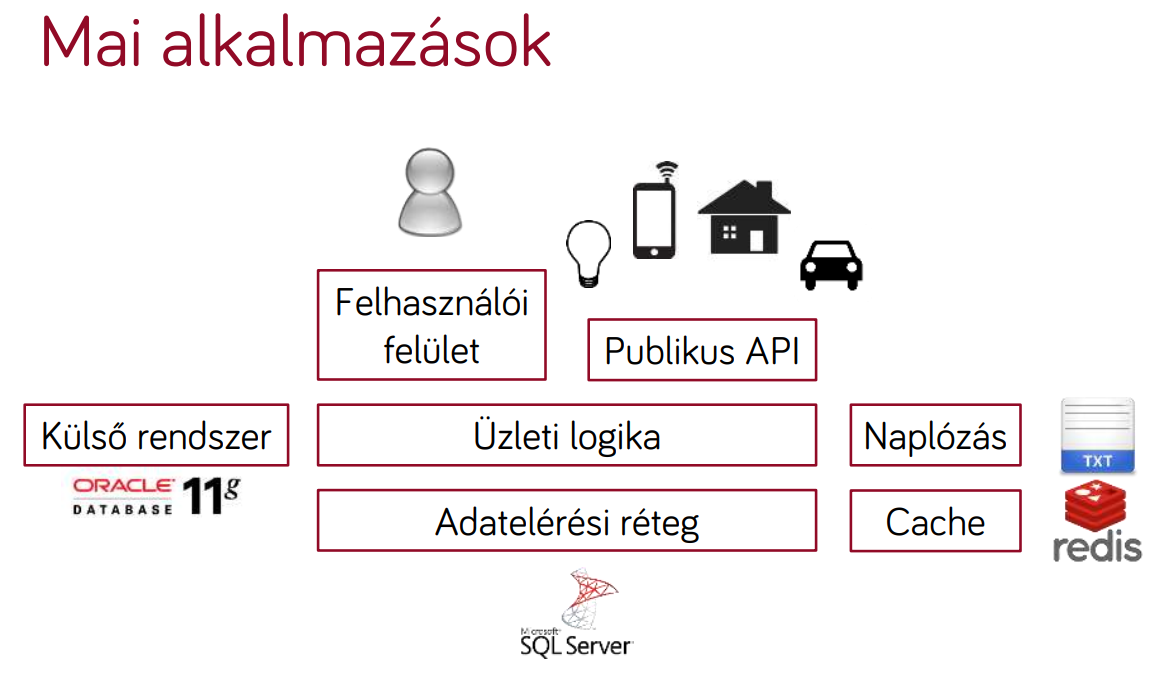 Mai alkalmazások
Felhasználói
felület
Publikus API
Külső rendszer
Üzleti logika
Naplózás
TXT
ORACLE
DATABASE
11g
Adatelérési réteg
Cache
redis
Microsoft
SQL Server